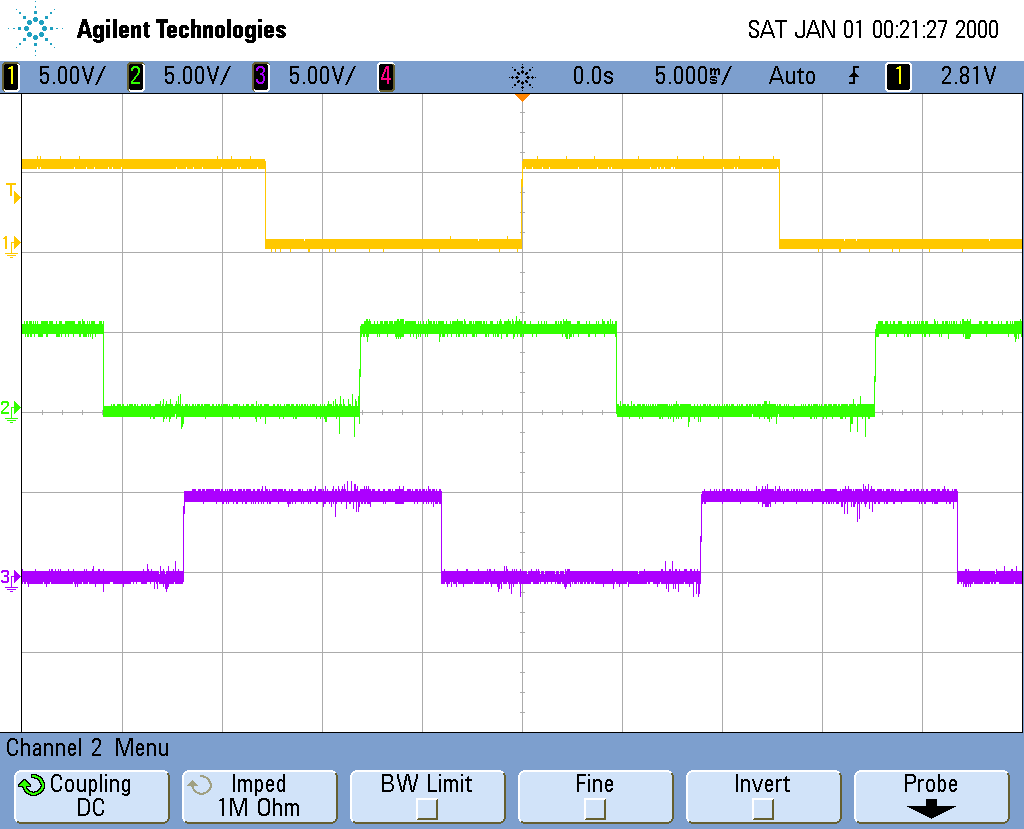 Agilent Technologies SAT JAN 01 00:21:27 2000
1 5.00V/ 2 5.00V/ 3 5.00V/ 4 0.0s 5.000ms/ Auto 1 2.81V
T
1
2
3
Channel 2 Menu
Coupling Imped BW Limit Fine Invert Probe
DC 1M Ohm